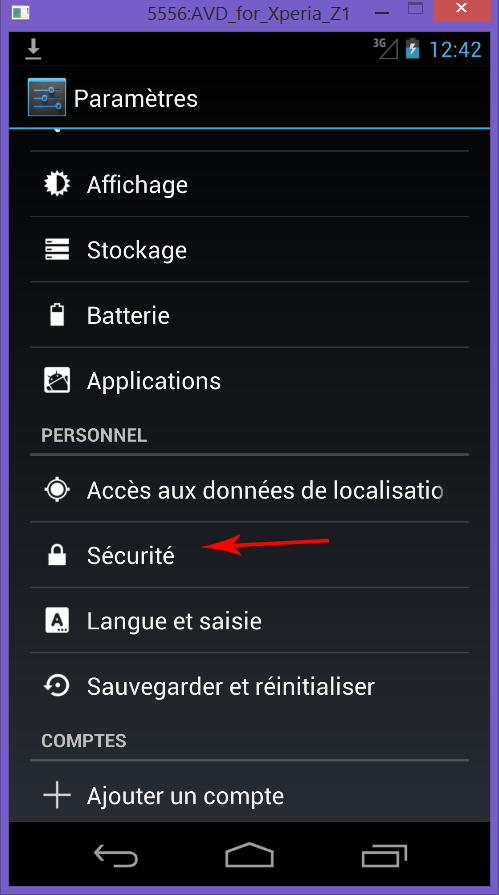 5556:AVD_for_Xperia_Z1
3G 12:42
Paramètres
Affichage
Stockage
Batterie
Applications
PERSONNEL
Accès aux données de localisatio
Sécurité
A Langue et saisie
Sauvegarder et réinitialiser
COMPTES
Ajouter un compte